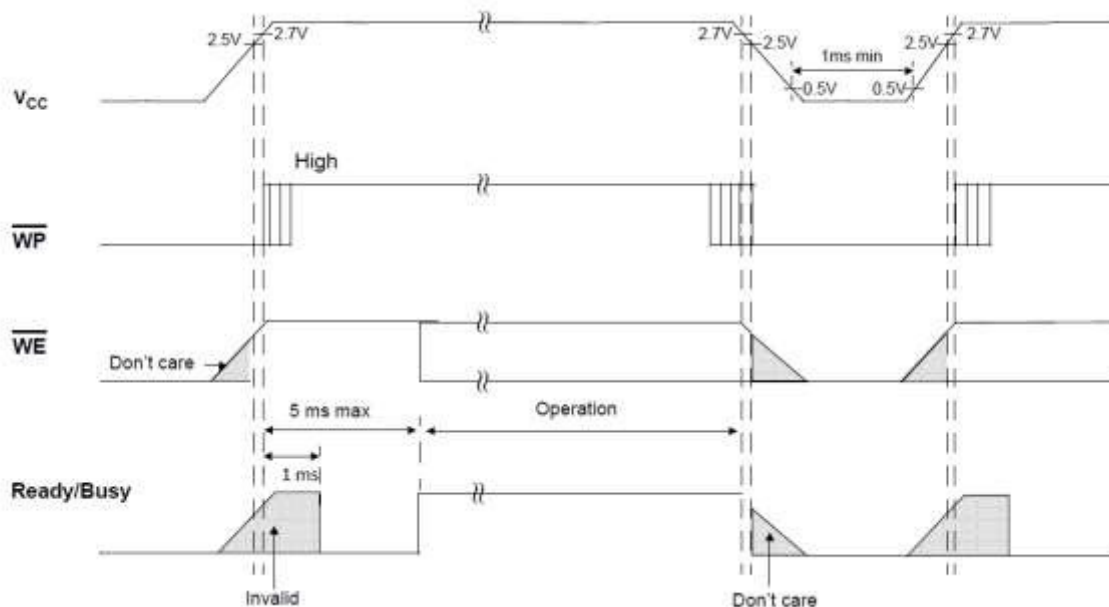 2.5V 2.7V 2.7V 2.5V 1ms min 2.5V 2.7V
0.5V 0.5V
VCC
High
WP
WE
Don't care
5 ms max Operation
1 ms
Ready/Busy
Invalid Don't care